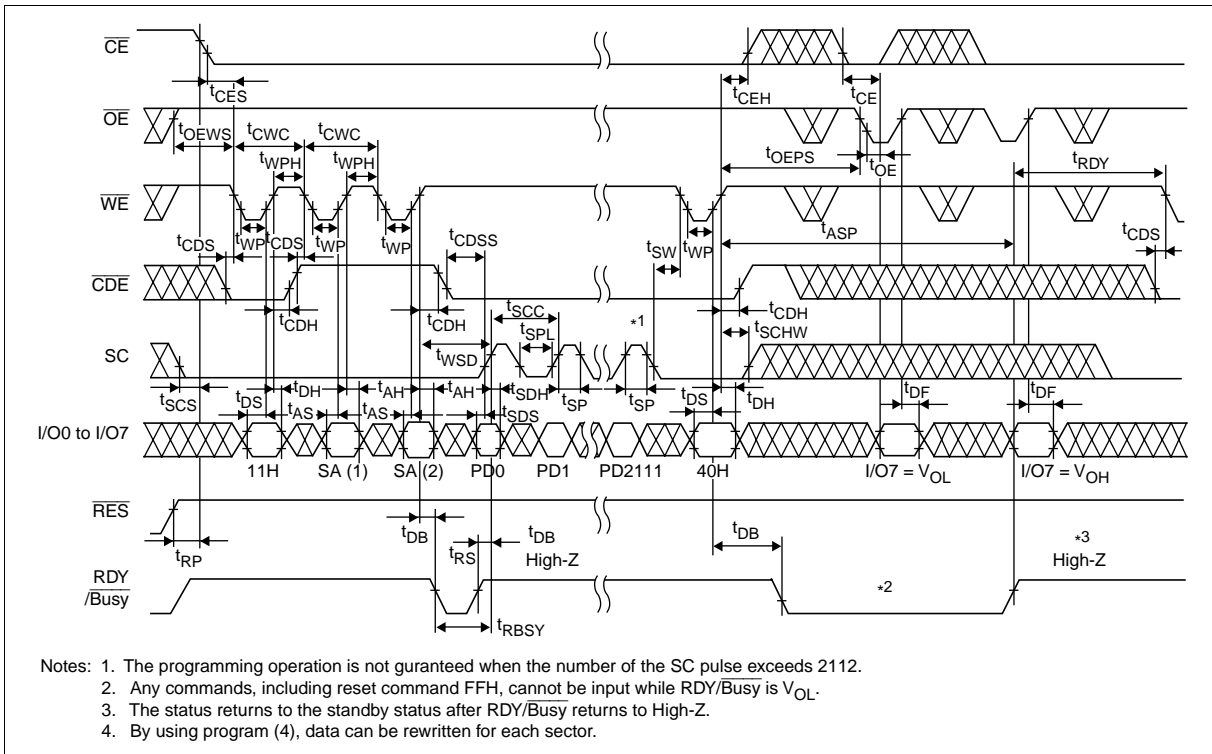 CE
tCES tCEH tCE
OE
tOEWS tCWC tCWC
tWPH tWPH tOEPS tOE tRDY
WE
tCDS tWP tCDS tWP tWP tCDSS tSW tWP tASP tCDS
CDE
tCDH tCDH tSCC *1 tCDH
tWSD tSPL tSCHW
SC
tSCS tDH tAH tAH tSDH tSP tSP tDS tDH tDF tDF
tDS tAS tAS tSDS
I/O0 to I/O7
11H SA (1) SA (2) PD0 PD1 PD2111 40H I/O7 = VOL I/O7 = VOH
RES
tRP tDB tRS tDB tDB *3
High-Z High-Z
RDY
/Busy *2
tRBSY
Notes: 1. The programming operation is not guranteed when the number of the SC pulse exceeds 2112.
2. Any commands, including reset command FFH, cannot be input while RDY/Busy is VOL.
3. The status returns to the standby status after RDY/Busy returns to High-Z.
4. By using program (4), data can be rewritten for each sector.